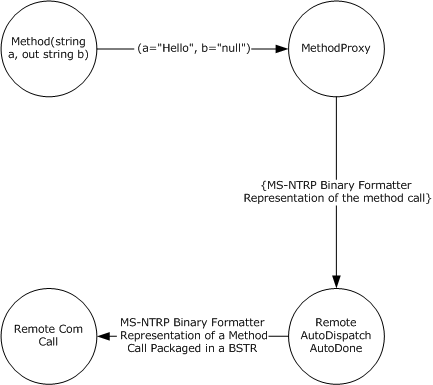 Method(string
a, out string b)
(a="Hello", b="null")
MethodProxy
{MS-NTRP Binary Formatter
Representation of the method call}
Remote
AutoDispatch
AutoDone
MS-NTRP Binary Formatter
Representation of a Method
Call Packaged in a BSTR
Remote Com
Call